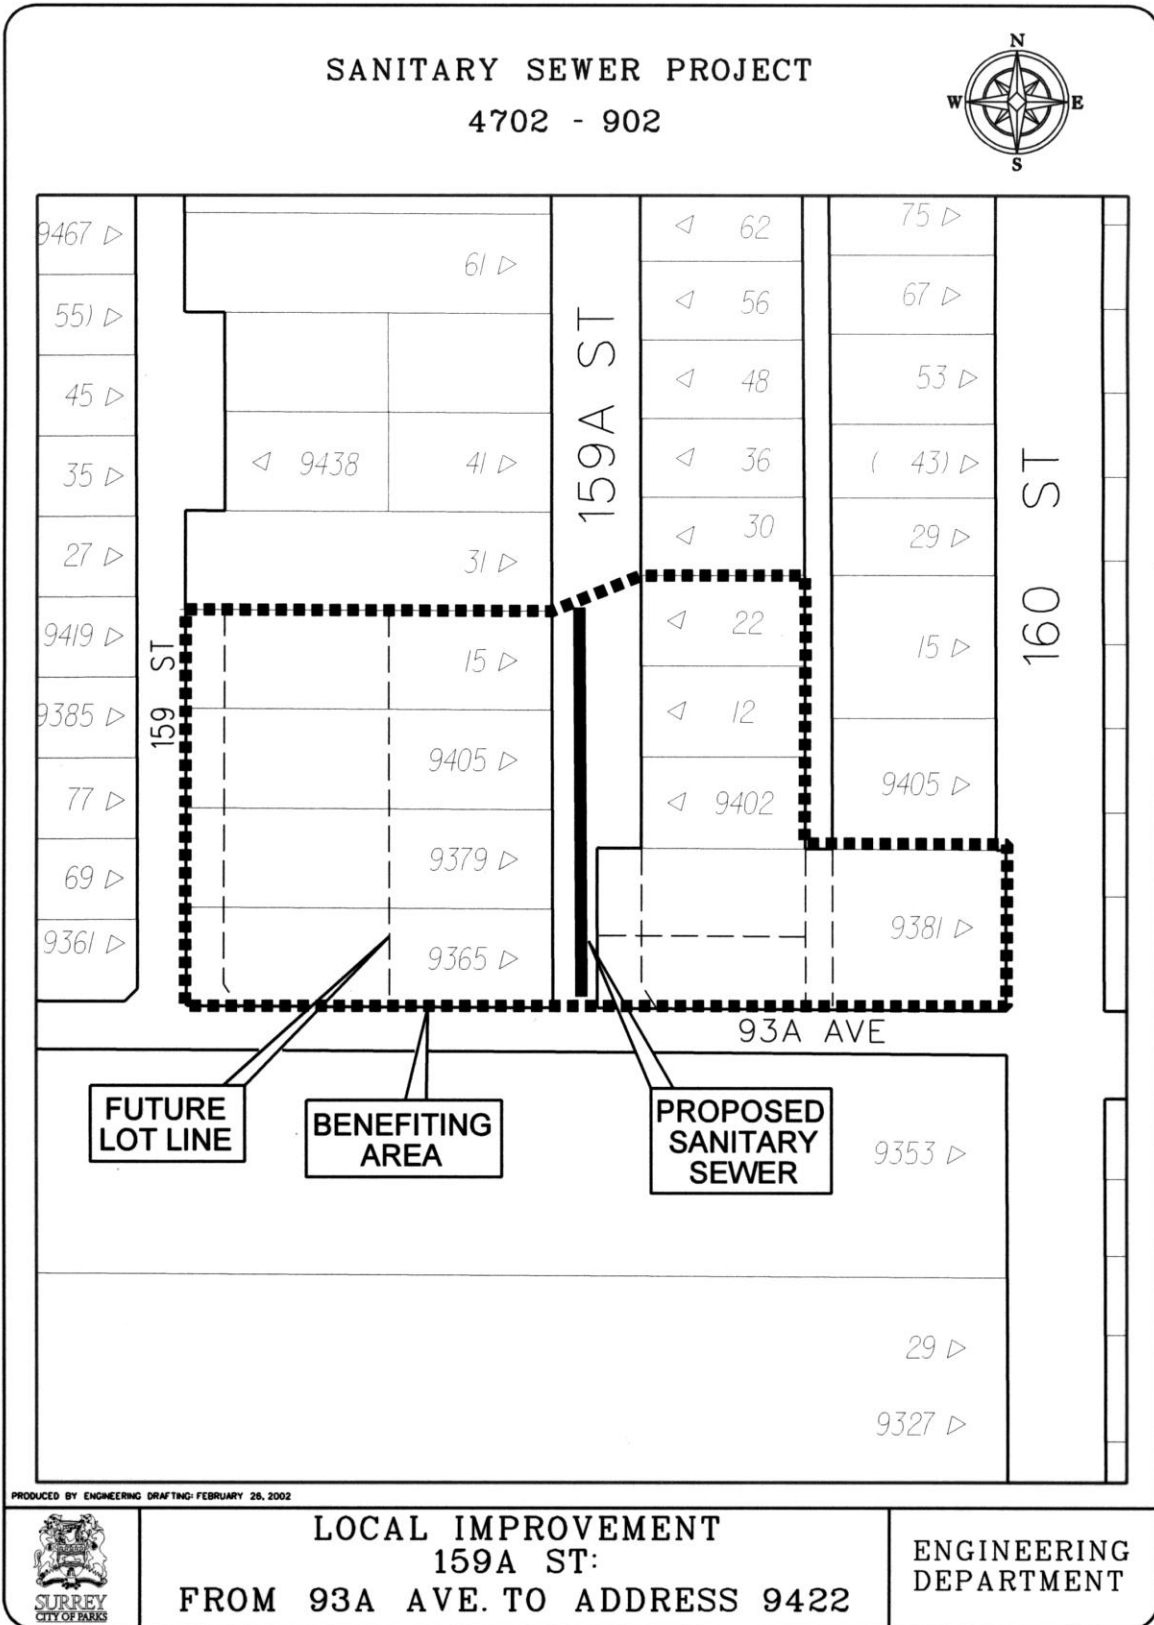 SANITARY SEWER PROJECT
4702 - 902
N
W
E
S
9467
55)
45
35
27
9419
9385
77
69
9361
159 ST
61
9438
41
31
15
9405
9379
9365
159A ST
62
56
48
36
30
22
12
9402
75
67
53
( 43)
29
15
9405
9381
160 ST
93A AVE
FUTURE
LOT LINE
BENEFITING
AREA
PROPOSED
SANITARY
SEWER
9353
29
9327
PRODUCED BY ENGINEERING DRAFTING: FEBRUARY 26, 2002
SURREY
CITY OF PARKS
LOCAL IMPROVEMENT
159A ST:
FROM 93A AVE. TO ADDRESS 9422
ENGINEERING
DEPARTMENT